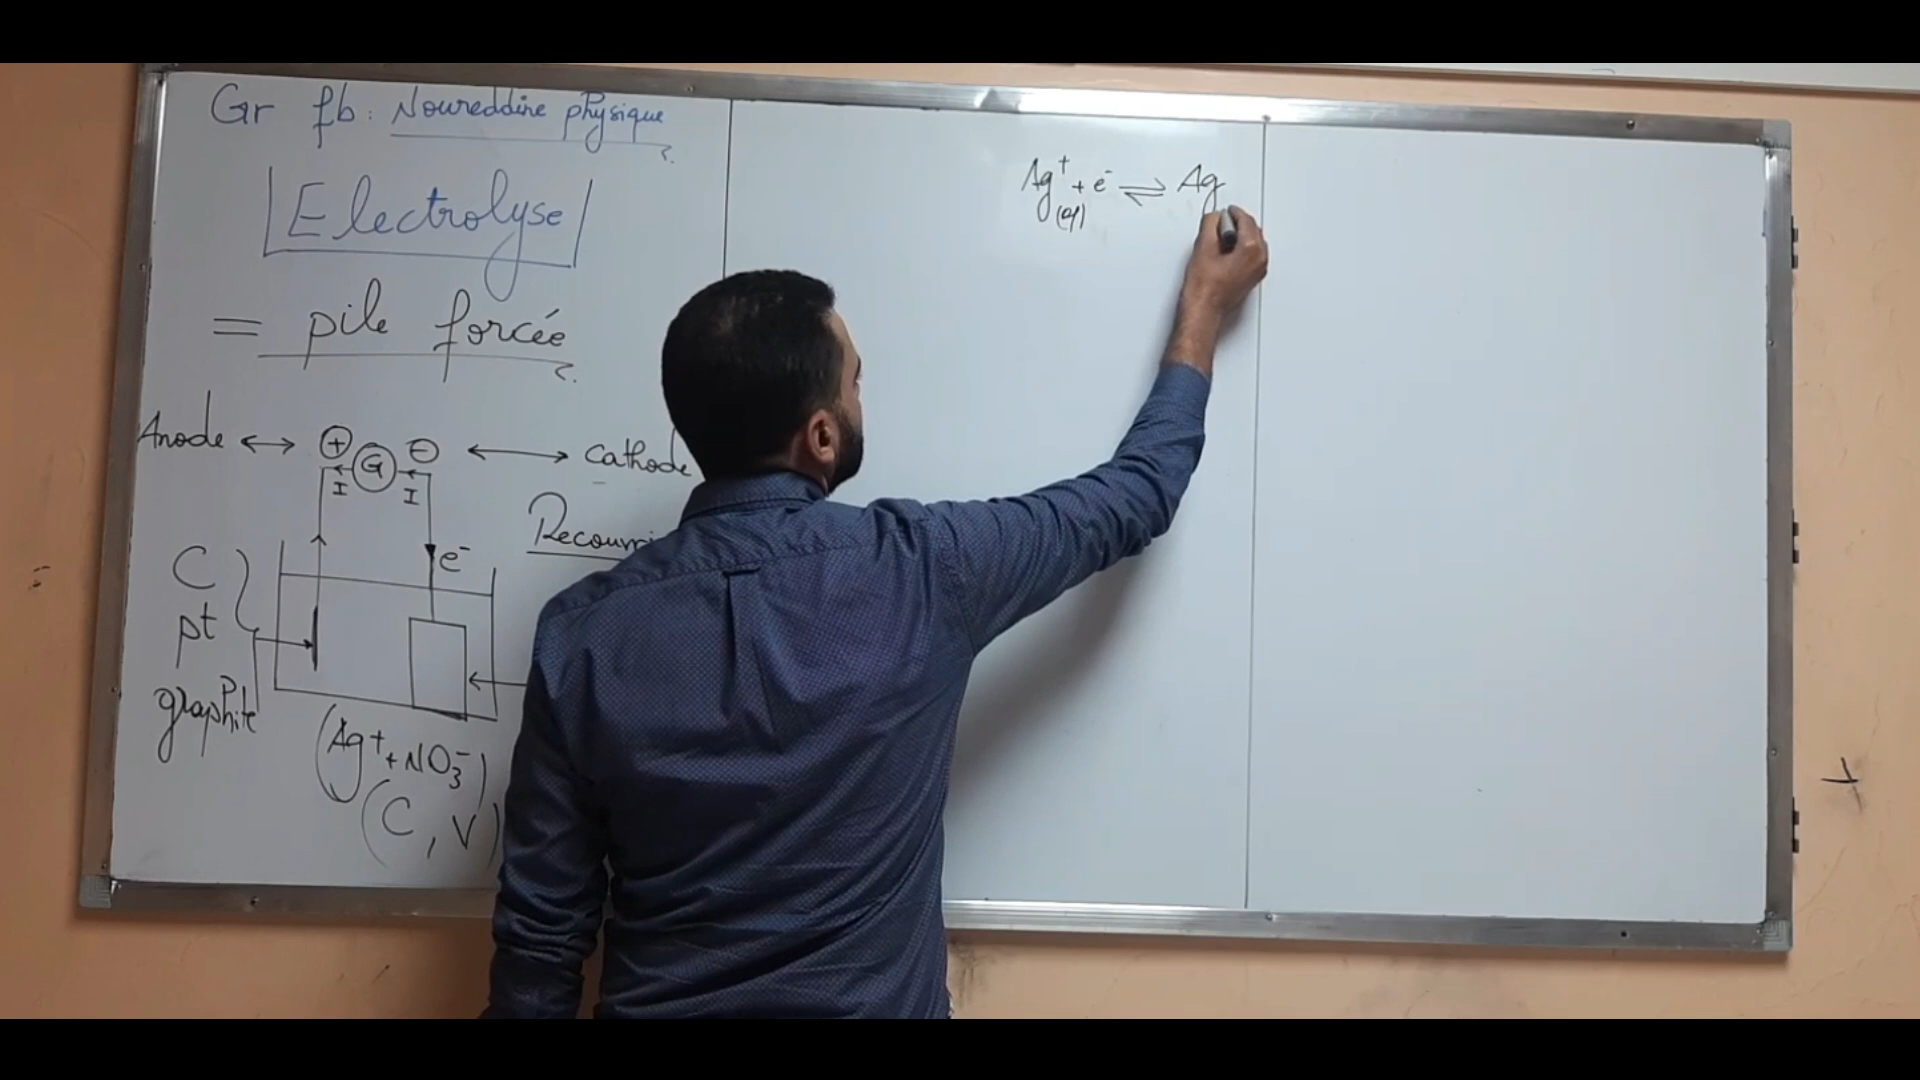 Gr fb : Noureddine physique
Electrolyse
= pile forcée
Anode ↔ + G - ↔ cathode
I I
e⁻
C
pt
graphite
(Ag⁺ + NO₃⁻)
(C, V)
Ag⁺(aq) + e⁻ ⇌ Ag